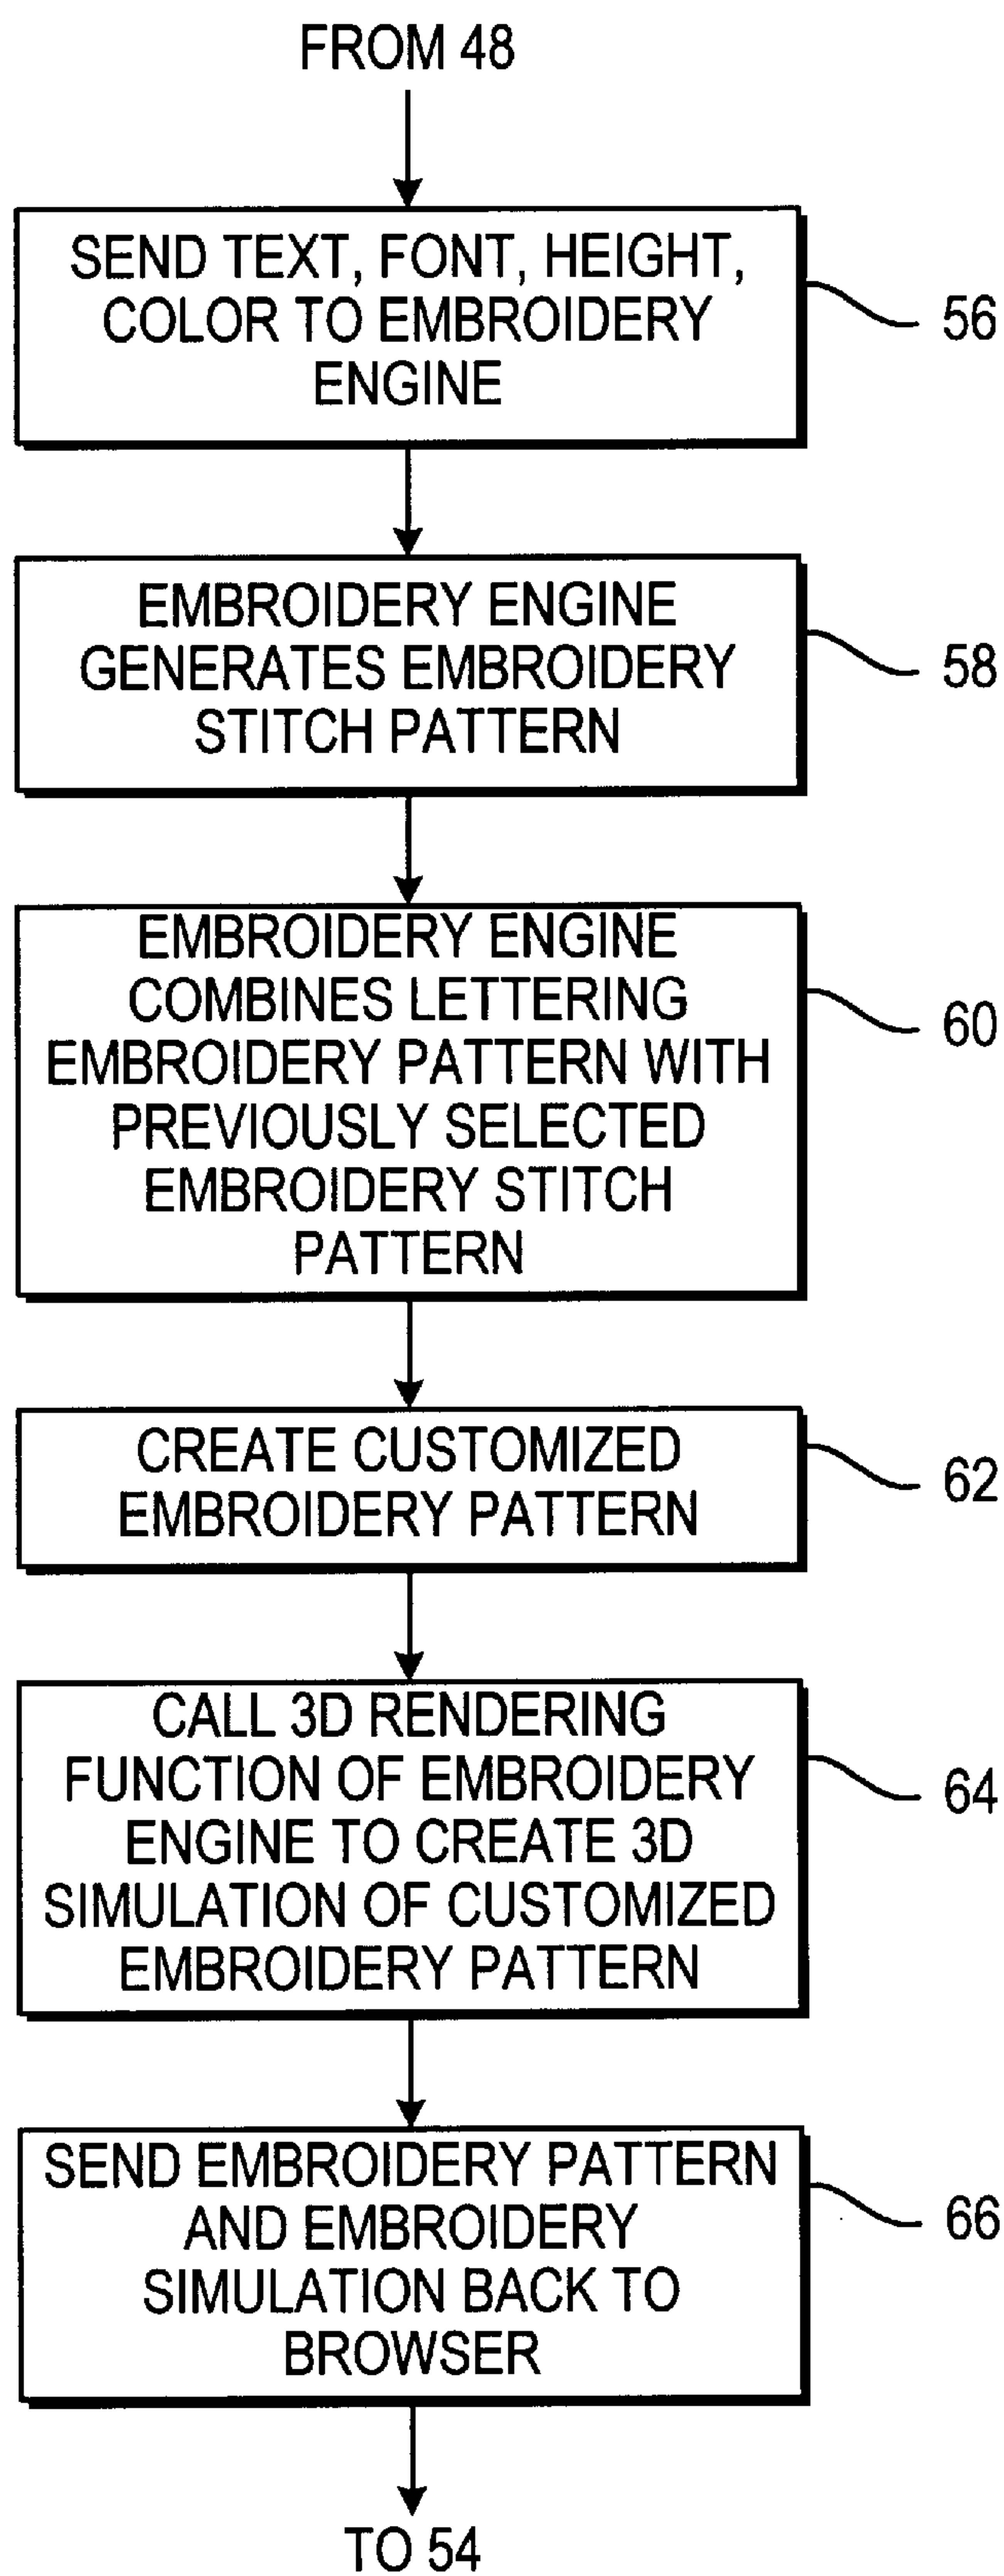 FROM 48
SEND TEXT, FONT, HEIGHT,
COLOR TO EMBROIDERY
ENGINE
56
EMBROIDERY ENGINE
GENERATES EMBROIDERY
STITCH PATTERN
58
EMBROIDERY ENGINE
COMBINES LETTERING
EMBROIDERY PATTERN WITH
PREVIOUSLY SELECTED
EMBROIDERY STITCH
PATTERN
60
CREATE CUSTOMIZED
EMBROIDERY PATTERN
62
CALL 3D RENDERING
FUNCTION OF EMBROIDERY
ENGINE TO CREATE 3D
SIMULATION OF CUSTOMIZED
EMBROIDERY PATTERN
64
SEND EMBROIDERY PATTERN
AND EMBROIDERY
SIMULATION BACK TO
BROWSER
66
TO 54